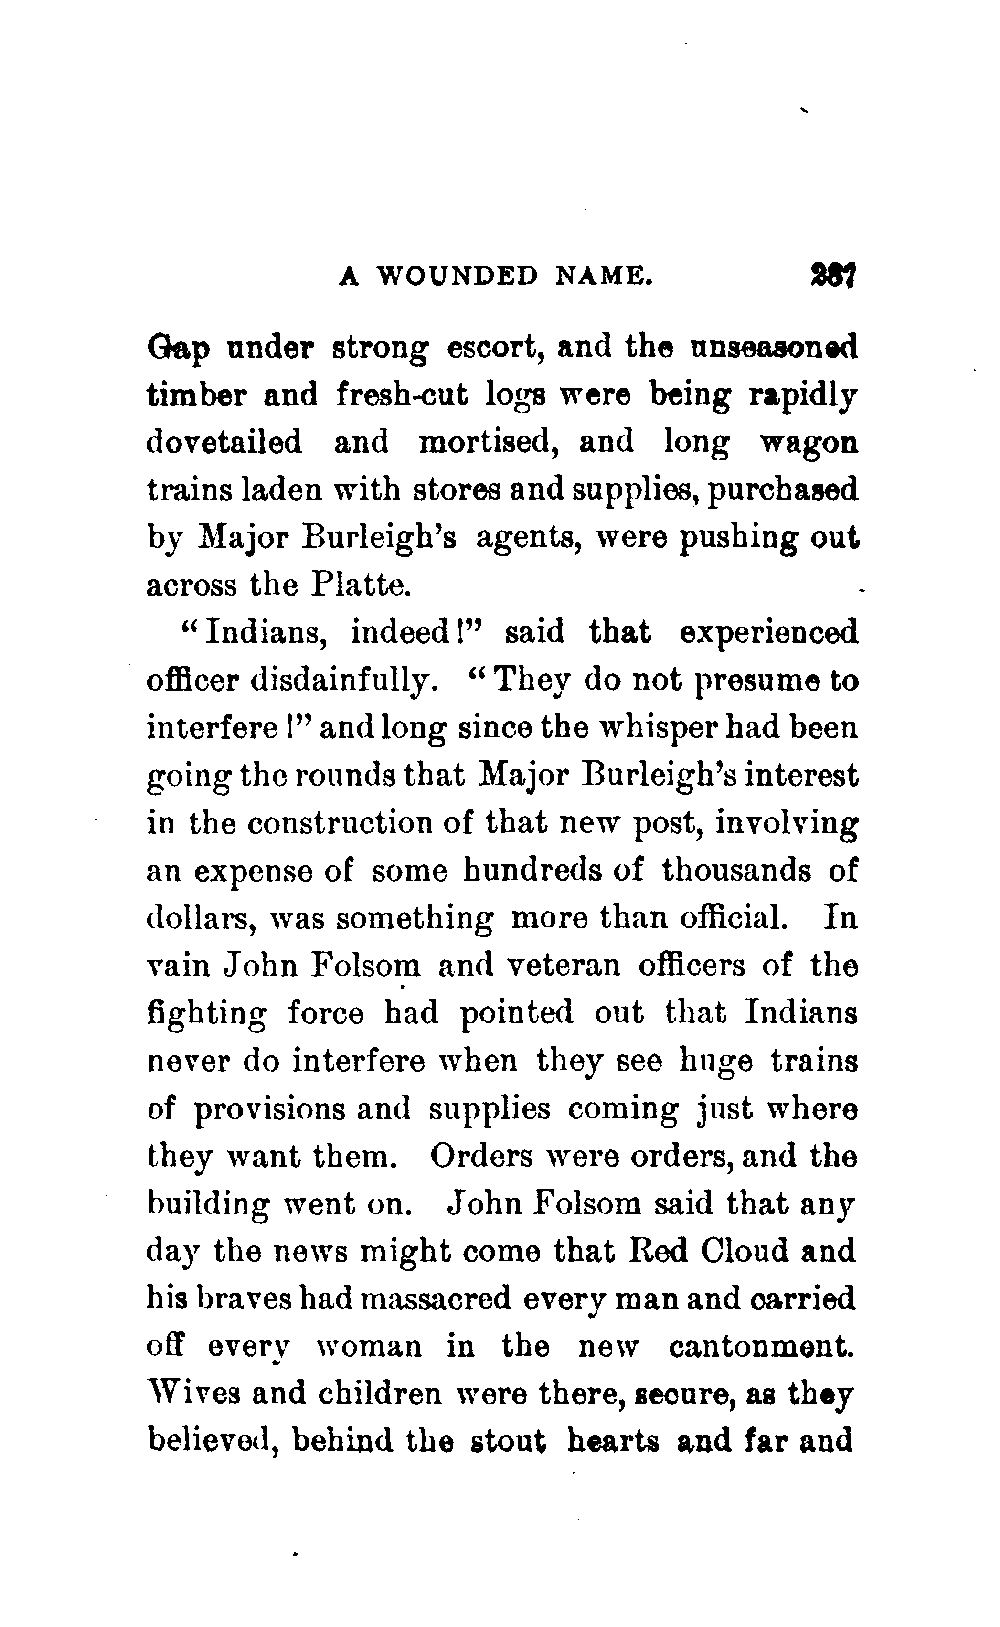 A WOUNDED NAME. 287
Gap under strong escort, and the unseasoned
timber and fresh-cut logs were being rapidly
dovetailed and mortised, and long wagon
trains laden with stores and supplies, purchased
by Major Burleigh's agents, were pushing out
across the Platte.
"Indians, indeed!" said that experienced
officer disdainfully. "They do not presume to
interfere!" and long since the whisper had been
going the rounds that Major Burleigh's interest
in the construction of that new post, involving
an expense of some hundreds of thousands of
dollars, was something more than official. In
vain John Folsom and veteran officers of the
fighting force had pointed out that Indians
never do interfere when they see huge trains
of provisions and supplies coming just where
they want them. Orders were orders, and the
building went on. John Folsom said that any
day the news might come that Red Cloud and
his braves had massacred every man and carried
off every woman in the new cantonment.
Wives and children were there, secure, as they
believed, behind the stout hearts and far and